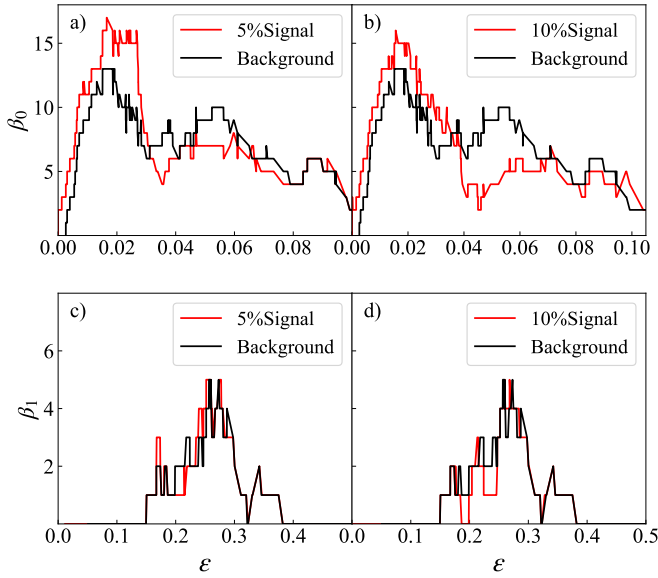 a)
5%Signal
Background
b)
10%Signal
Background
15
10
5
β0
0.00 0.02 0.04 0.06 0.08 0.0
0.00 0.02 0.04 0.06 0.08 0.10
c)
5%Signal
Background
d)
10%Signal
Background
6
4
2
β1
0.0 0.1 0.2 0.3 0.4 0.0
0.1 0.2 0.3 0.4 0.5
ε
ε